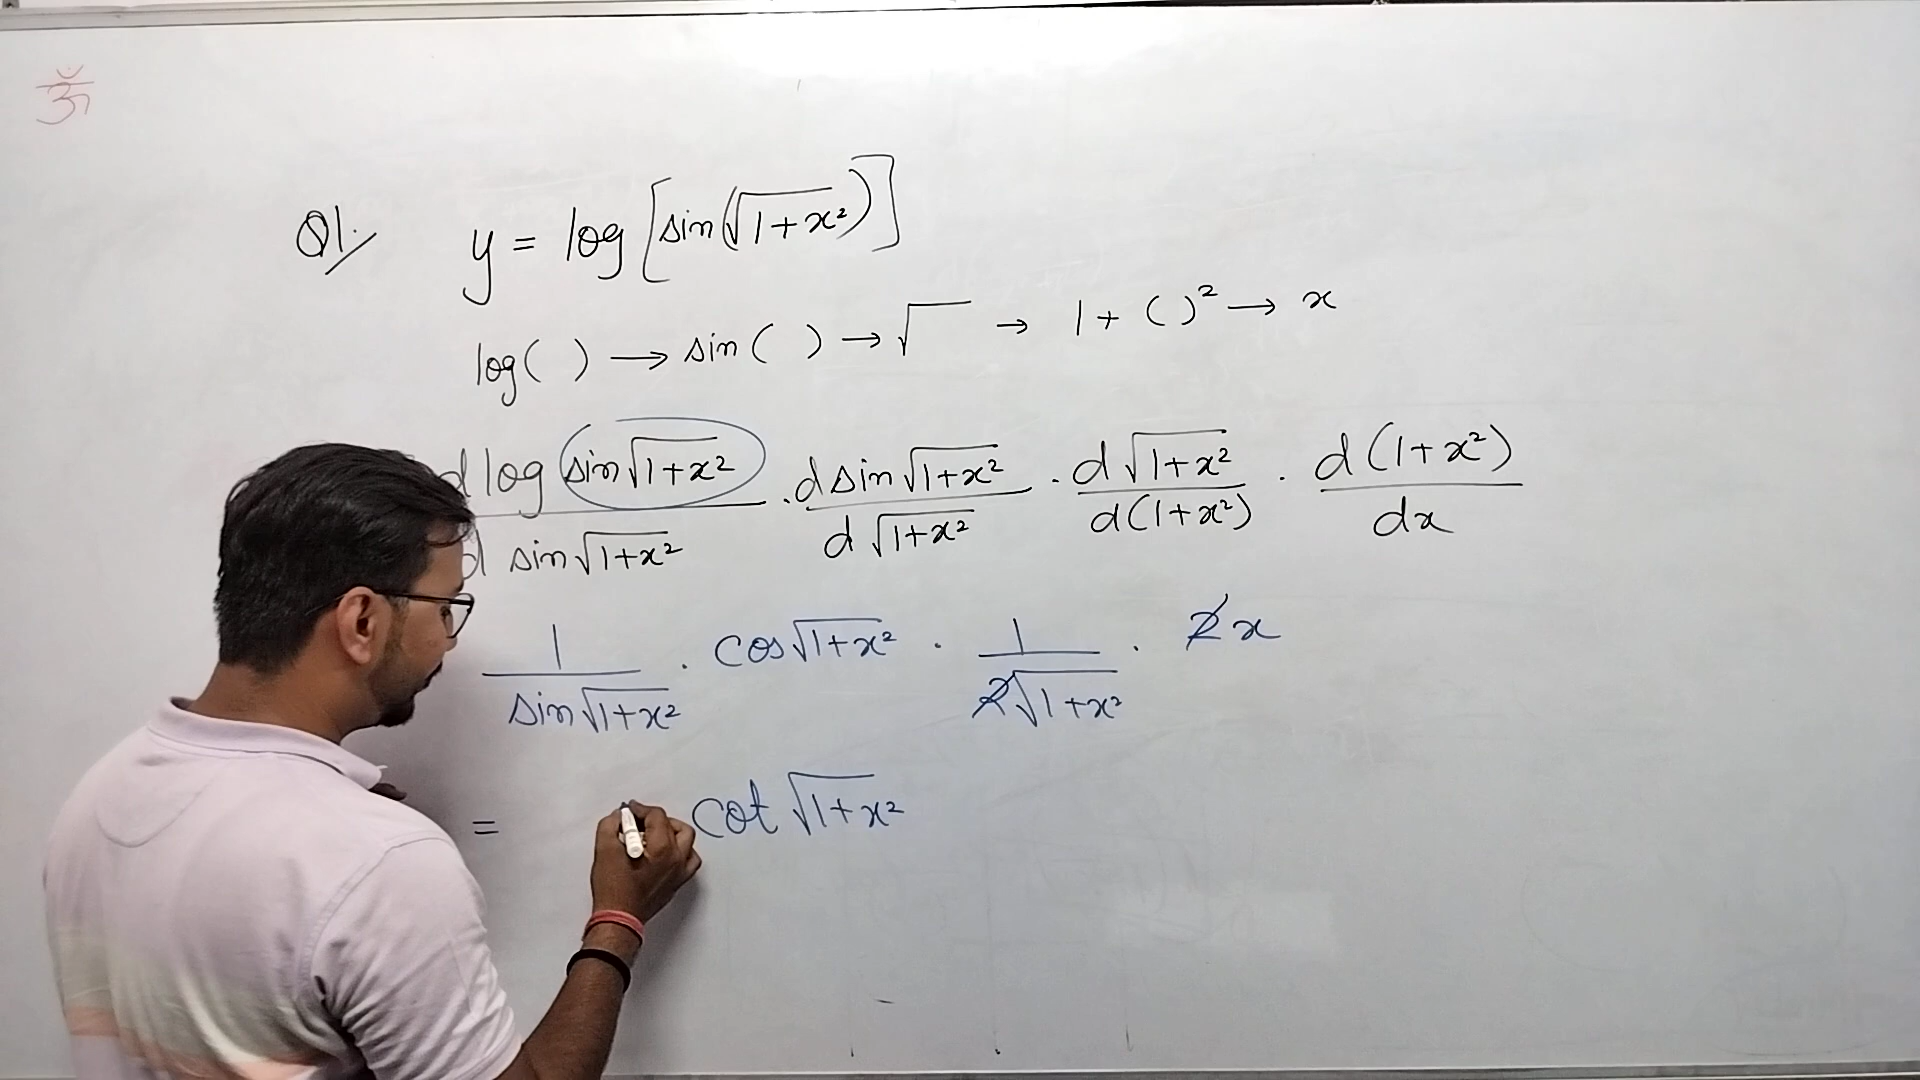 ॐ
Q1. y = log [sin(√(1+x²))]
log( ) → sin( ) → √ → 1 + ( )² → x
d log sin√(1+x²) / d sin√(1+x²) . d sin√(1+x²) / d√(1+x²) . d√(1+x²) / d(1+x²) . d(1+x²) / dx
1 / sin√(1+x²) . cos√(1+x²) . 1 / 2√(1+x²) . 2x
= cot √(1+x²)